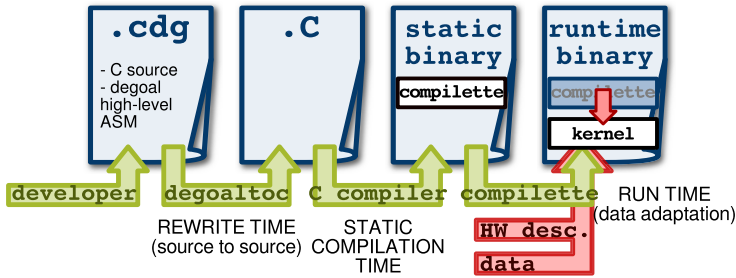 .cdg
- C source
- degoal
high-level
ASM
.C
static
binary
compilette
runtime
binary
compilette
kernel
developer
degoaltoc
C compiler
compilette
REWRITE TIME
(source to source)
STATIC
COMPILATION
TIME
RUN TIME
(data adaptation)
HW desc.
data